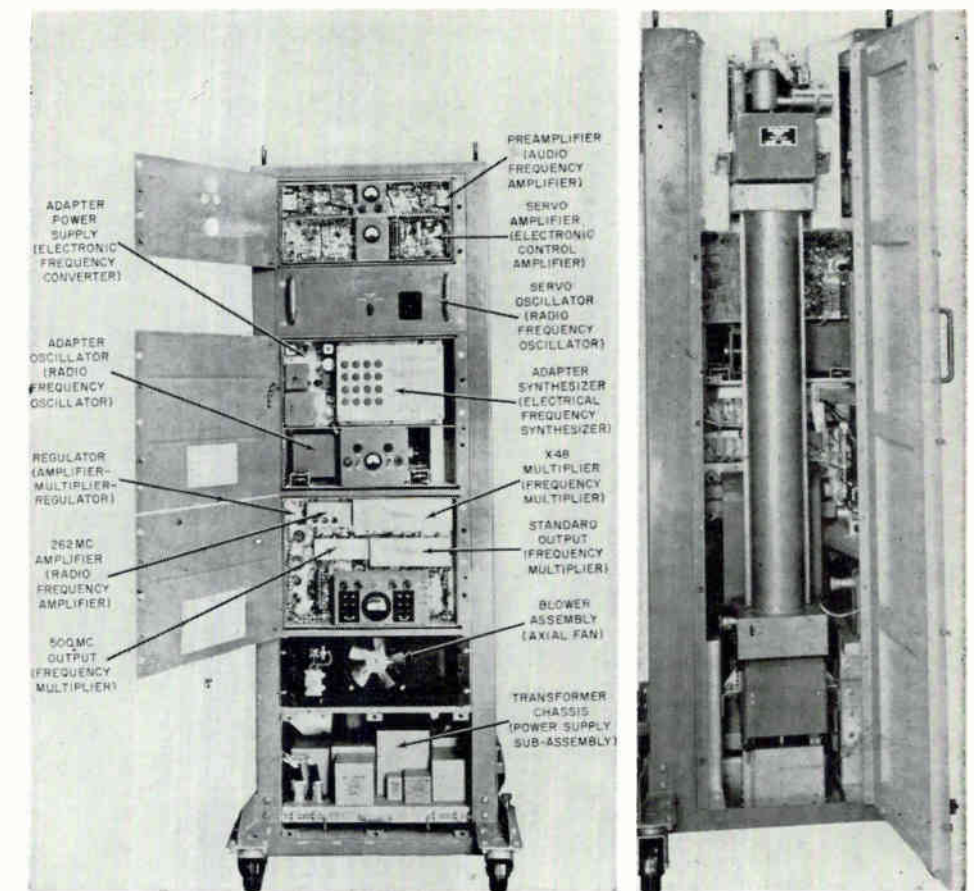 PREAMPLIFIER
(AUDIO
FREQUENCY
AMPLIFIER)
SERVO
AMPLIFIER
(ELECTRONIC
CONTROL
AMPLIFIER)
SERVO
OSCILLATOR
(RADIO
FREQUENCY
OSCILLATOR)
ADAPTER
SYNTHESIZER
(ELECTRICAL
FREQUENCY
SYNTHESIZER)
X48
MULTIPLIER
(FREQUENCY
MULTIPLIER)
STANDARD
OUTPUT
(FREQUENCY
MULTIPLIER)
BLOWER
ASSEMBLY
(AXIAL FAN)
TRANSFORMER
CHASSIS
(POWER SUPPLY
SUB-ASSEMBLY)
ADAPTER
POWER
SUPPLY
(ELECTRONIC
FREQUENCY
CONVERTER)
ADAPTER
OSCILLATOR
(RADIO
FREQUENCY
OSCILLATOR)
REGULATOR
(AMPLIFIER-
MULTIPLIER-
REGULATOR)
262MC
AMPLIFIER
(RADIO
FREQUENCY
AMPLIFIER)
500MC
OUTPUT
(FREQUENCY
MULTIPLIER)